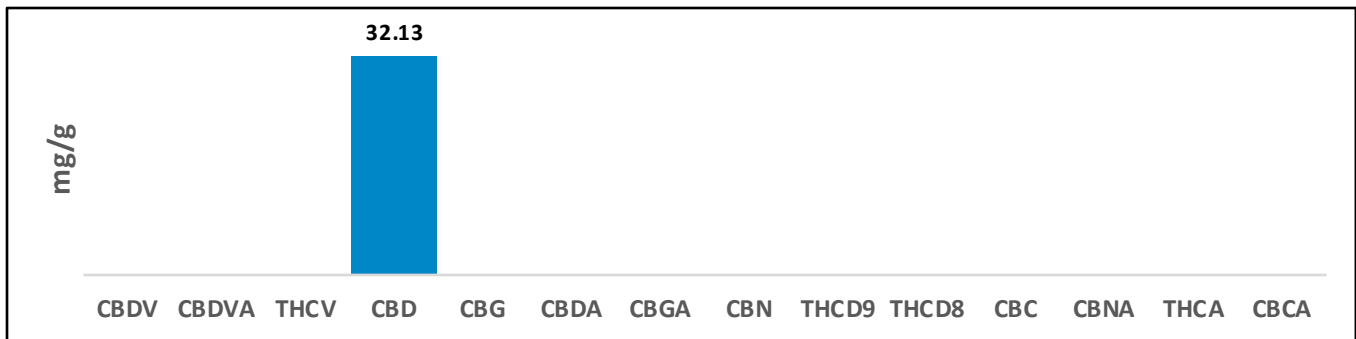 32.13
mg/g
CBDV CBDVA THCV CBD CBG CBDA CBGA CBN THCD9 THCD8 CBC CBNA THCA CBCA